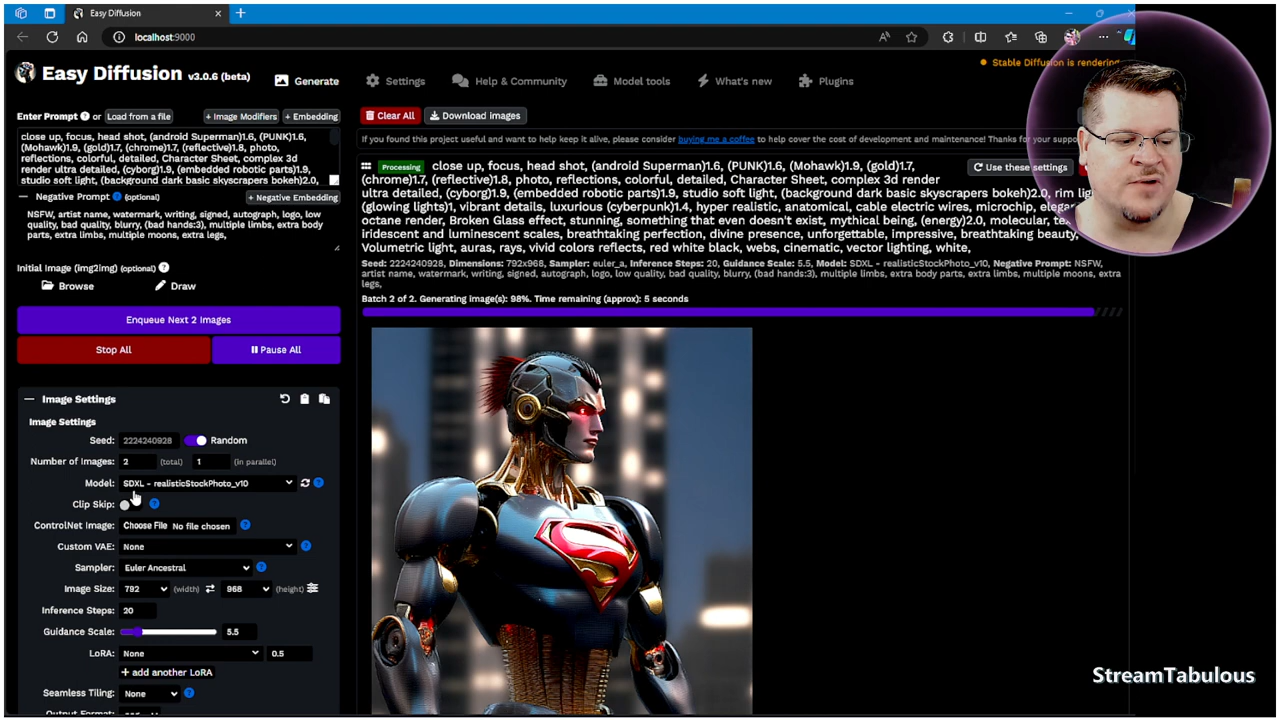 Easy Diffusion
localhost:9000
Easy Diffusion v3.0.6 (beta)
Generate
Settings
Help & Community
Model tools
What's new
Plugins
Stable Diffusion is rendering
Enter Prompt or Load from a file
+ Image Modifiers
+ Embedding
close up, focus, head shot, (android Superman)1.6, (PUNK)1.6,
(Mohawk)1.9, (gold)1.7, (chrome)1.7, (reflective)1.8, photo,
reflections, colorful, detailed, Character Sheet, complex 3d
render ultra detailed, (cyborg)1.9, (embedded robotic parts)1.9,
studio soft light, (background dark basic skyscrapers bokeh)2.0,
Negative Prompt (optional)
+ Negative Embedding
NSFW, artist name, watermark, writing, signed, autograph, logo, low
quality, bad quality, blurry, (bad hands:3), multiple limbs, extra body
parts, extra limbs, multiple moons, extra legs,
Initial Image (img2img) (optional)
Browse
Draw
Enqueue Next 2 Images
Stop All
Pause All
Image Settings
Image Settings
Seed: 2224240928 Random
Number of Images: 2 (total) 1 (in parallel)
Model: SDXL - realisticStockPhoto_v10
Clip Skip:
ControlNet Image: Choose File No file chosen
Custom VAE: None
Sampler: Euler Ancestral
Image Size: 792 (width) 968 (height)
Inference Steps: 20
Guidance Scale: 5.5
LoRA: None 0.5
+ add another LoRA
Seamless Tiling: None
Output Format:
Clear All
Download images
If you found this project useful and want to help keep it alive, please consider buying me a coffee to help cover the cost of development and maintenance! Thanks for your
Processing close up, focus, head shot, (android Superman)1.6, (PUNK)1.6, (Mohawk)1.9, (gold)1.7,
Use these settings
(chrome)1.7, (reflective)1.8, photo, reflections, colorful, detailed, Character Sheet, complex 3d render
ultra detailed, (cyborg)1.9, (embedded robotic parts)1.9, studio soft light, (background dark basic skyscrapers bokeh)2.0, rim
(glowing lights)1, vibrant details, luxurious (cyberpunk)1.4, hyper realistic, anatomical, cable electric wires, microchip,
octane render, Broken Glass effect, stunning, something that even doesn't exist, mythical being, (energy)2.0, molecular,
iridescent and luminescent scales, breathtaking perfection, divine presence, unforgettable, impressive, breathtaking beauty,
Volumetric light, auras, rays, vivid colors reflects, red white black, webs, cinematic, vector lighting, white,
Seed: 2224240928, Dimensions: 792x968, Sampler: euler_a, Inference Steps: 20, Guidance Scale: 5.5, Model: SDXL - realisticStockPhoto_v10, Negative Prompt: NSFW,
artist name, watermark, writing, signed, autograph, logo, low quality, bad quality, blurry, (bad hands:3), multiple limbs, extra body parts, extra limbs, multiple moons, extra
legs,
Batch 2 of 2. Generating image(s): 98%. Time remaining (approx): 5 seconds
StreamTabulous